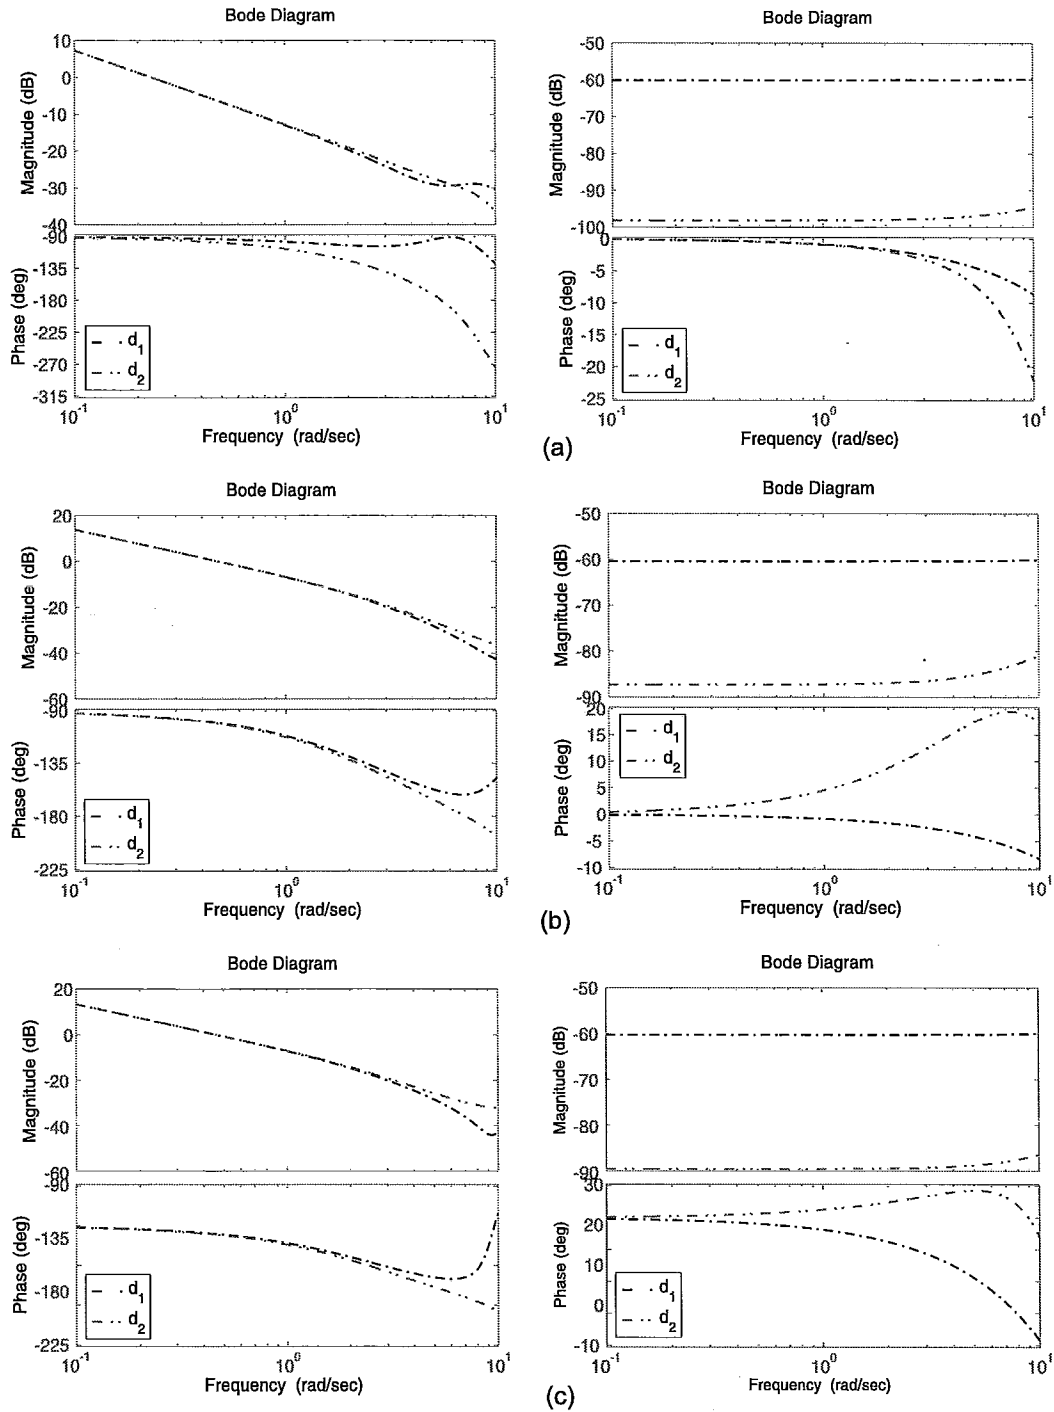 Bode Diagram
10
0
-10
-20
-30
-40
Magnitude (dB)
-90
-135
-180
-225
-270
-315
Phase (deg)
d1
d2
10^-1
10^0
10^1
Frequency (rad/sec)
Bode Diagram
-50
-60
-70
-80
-90
-100
Magnitude (dB)
0
-5
-10
-15
-20
-25
Phase (deg)
d1
d2
10^-1
10^0
10^1
Frequency (rad/sec)
(a)
Bode Diagram
20
0
-20
-40
-60
Magnitude (dB)
-90
-135
-180
-225
Phase (deg)
d1
d2
10^-1
10^0
10^1
Frequency (rad/sec)
Bode Diagram
-50
-60
-70
-80
-90
Magnitude (dB)
20
15
10
5
0
-5
-10
Phase (deg)
d1
d2
10^-1
10^0
10^1
Frequency (rad/sec)
(b)
Bode Diagram
20
0
-20
-40
-60
Magnitude (dB)
-90
-135
-180
-225
Phase (deg)
d1
d2
10^-1
10^0
10^1
Frequency (rad/sec)
Bode Diagram
-50
-60
-70
-80
-90
Magnitude (dB)
30
20
10
0
-10
Phase (deg)
d1
d2
10^-1
10^0
10^1
Frequency (rad/sec)
(c)